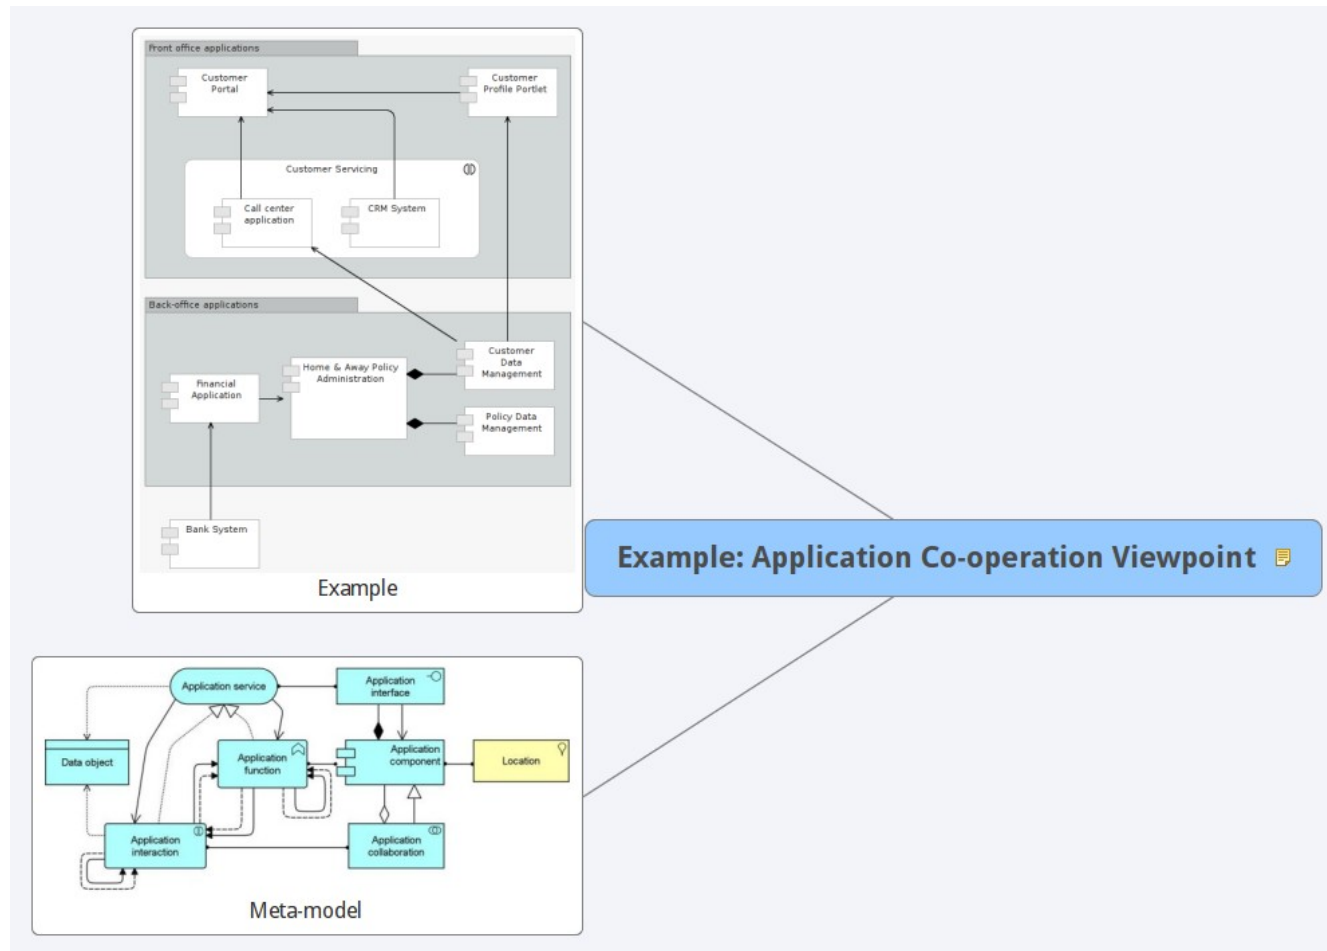 Front office applications
Customer
Portal
Customer
Profile Portlet
Customer Servicing
Call center
application
CRM System
Back-office applications
Customer
Data
Management
Home & Away Policy
Administration
Financial
Application
Policy Data
Management
Bank System
Example
Example: Application Co-operation Viewpoint
Application service
Application
interface
Data object
Application
function
Application
component
Location
Application
interaction
Application
collaboration
Meta-model